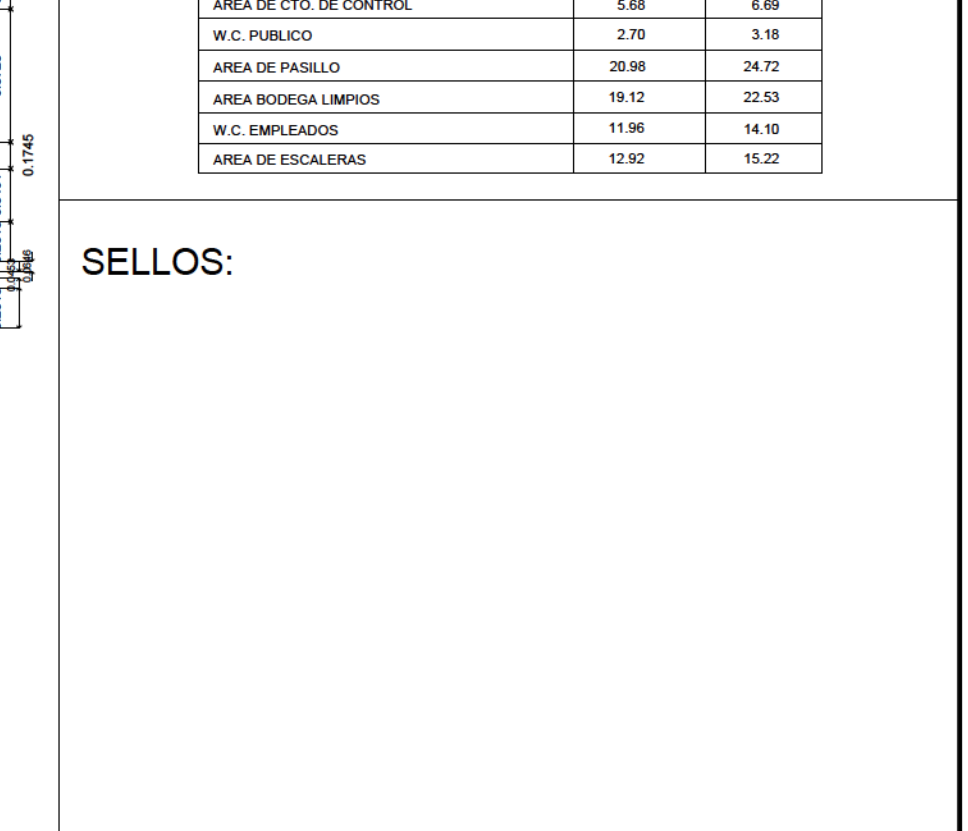 AREA DE CTO. DE CONTROL 5.68 6.69
W.C. PUBLICO 2.70 3.18
AREA DE PASILLO 20.98 24.72
AREA BODEGA LIMPIOS 19.12 22.53
W.C. EMPLEADOS 11.96 14.10
AREA DE ESCALERAS 12.92 15.22
0.1745
SELLOS: